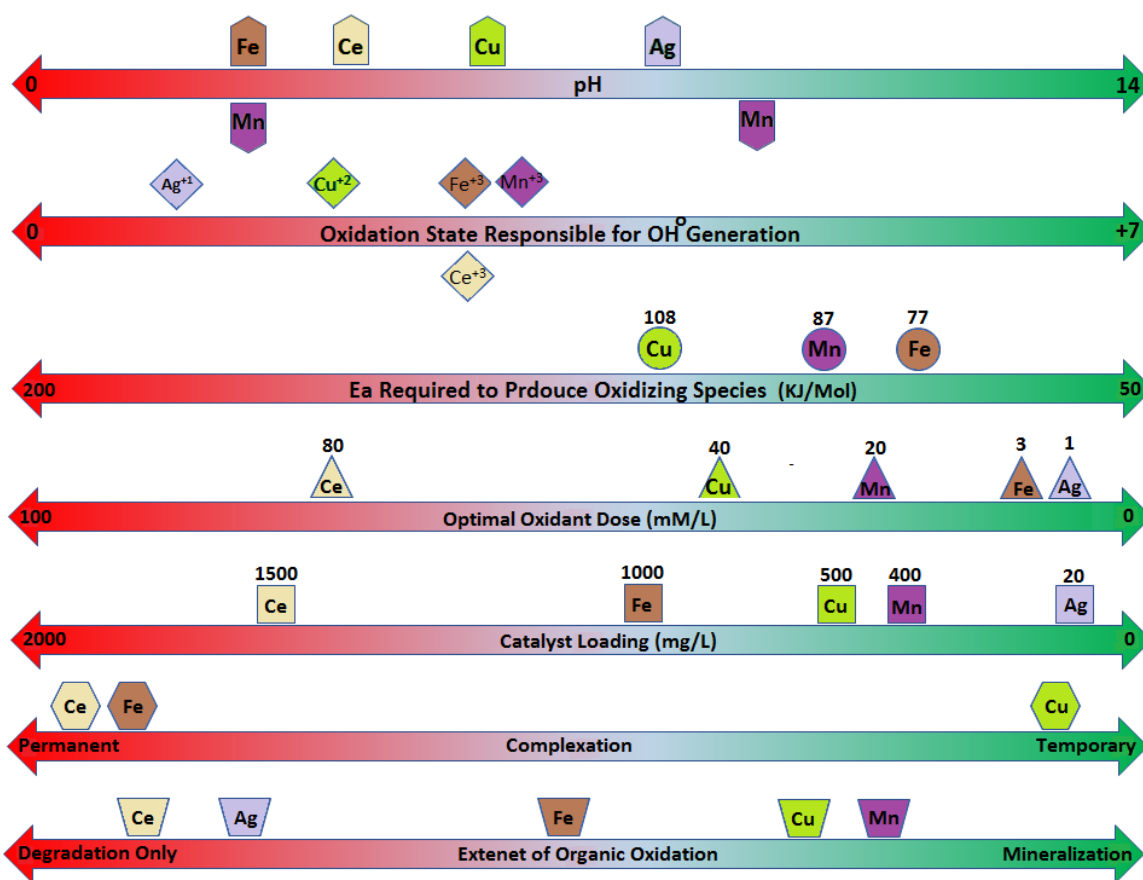 Fe Ce Cu Ag
0 pH 14
Mn Mn
Ag+1 Cu+2 Fe+3 Mn+3
0 Oxidation State Responsible for OH° Generation +7
Ce+3
108 87 77
Cu Mn Fe
200 Ea Required to Prdouce Oxidizing Species (KJ/Mol) 50
80 40 - 20 3 1
Ce Cu Mn Fe Ag
100 Optimal Oxidant Dose (mM/L) 0
1500 1000 500 400 20
Ce Fe Cu Mn Ag
2000 Catalyst Loading (mg/L) 0
Ce Fe Cu
Permanent Complexation Temporary
Ce Ag Fe Cu Mn
Degradation Only Extenet of Organic Oxidation Mineralization